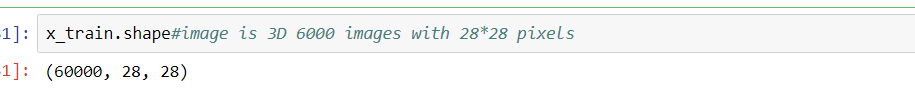 1]: x_train.shape#image is 3D 6000 images with 28*28 pixels
1]: (60000, 28, 28)